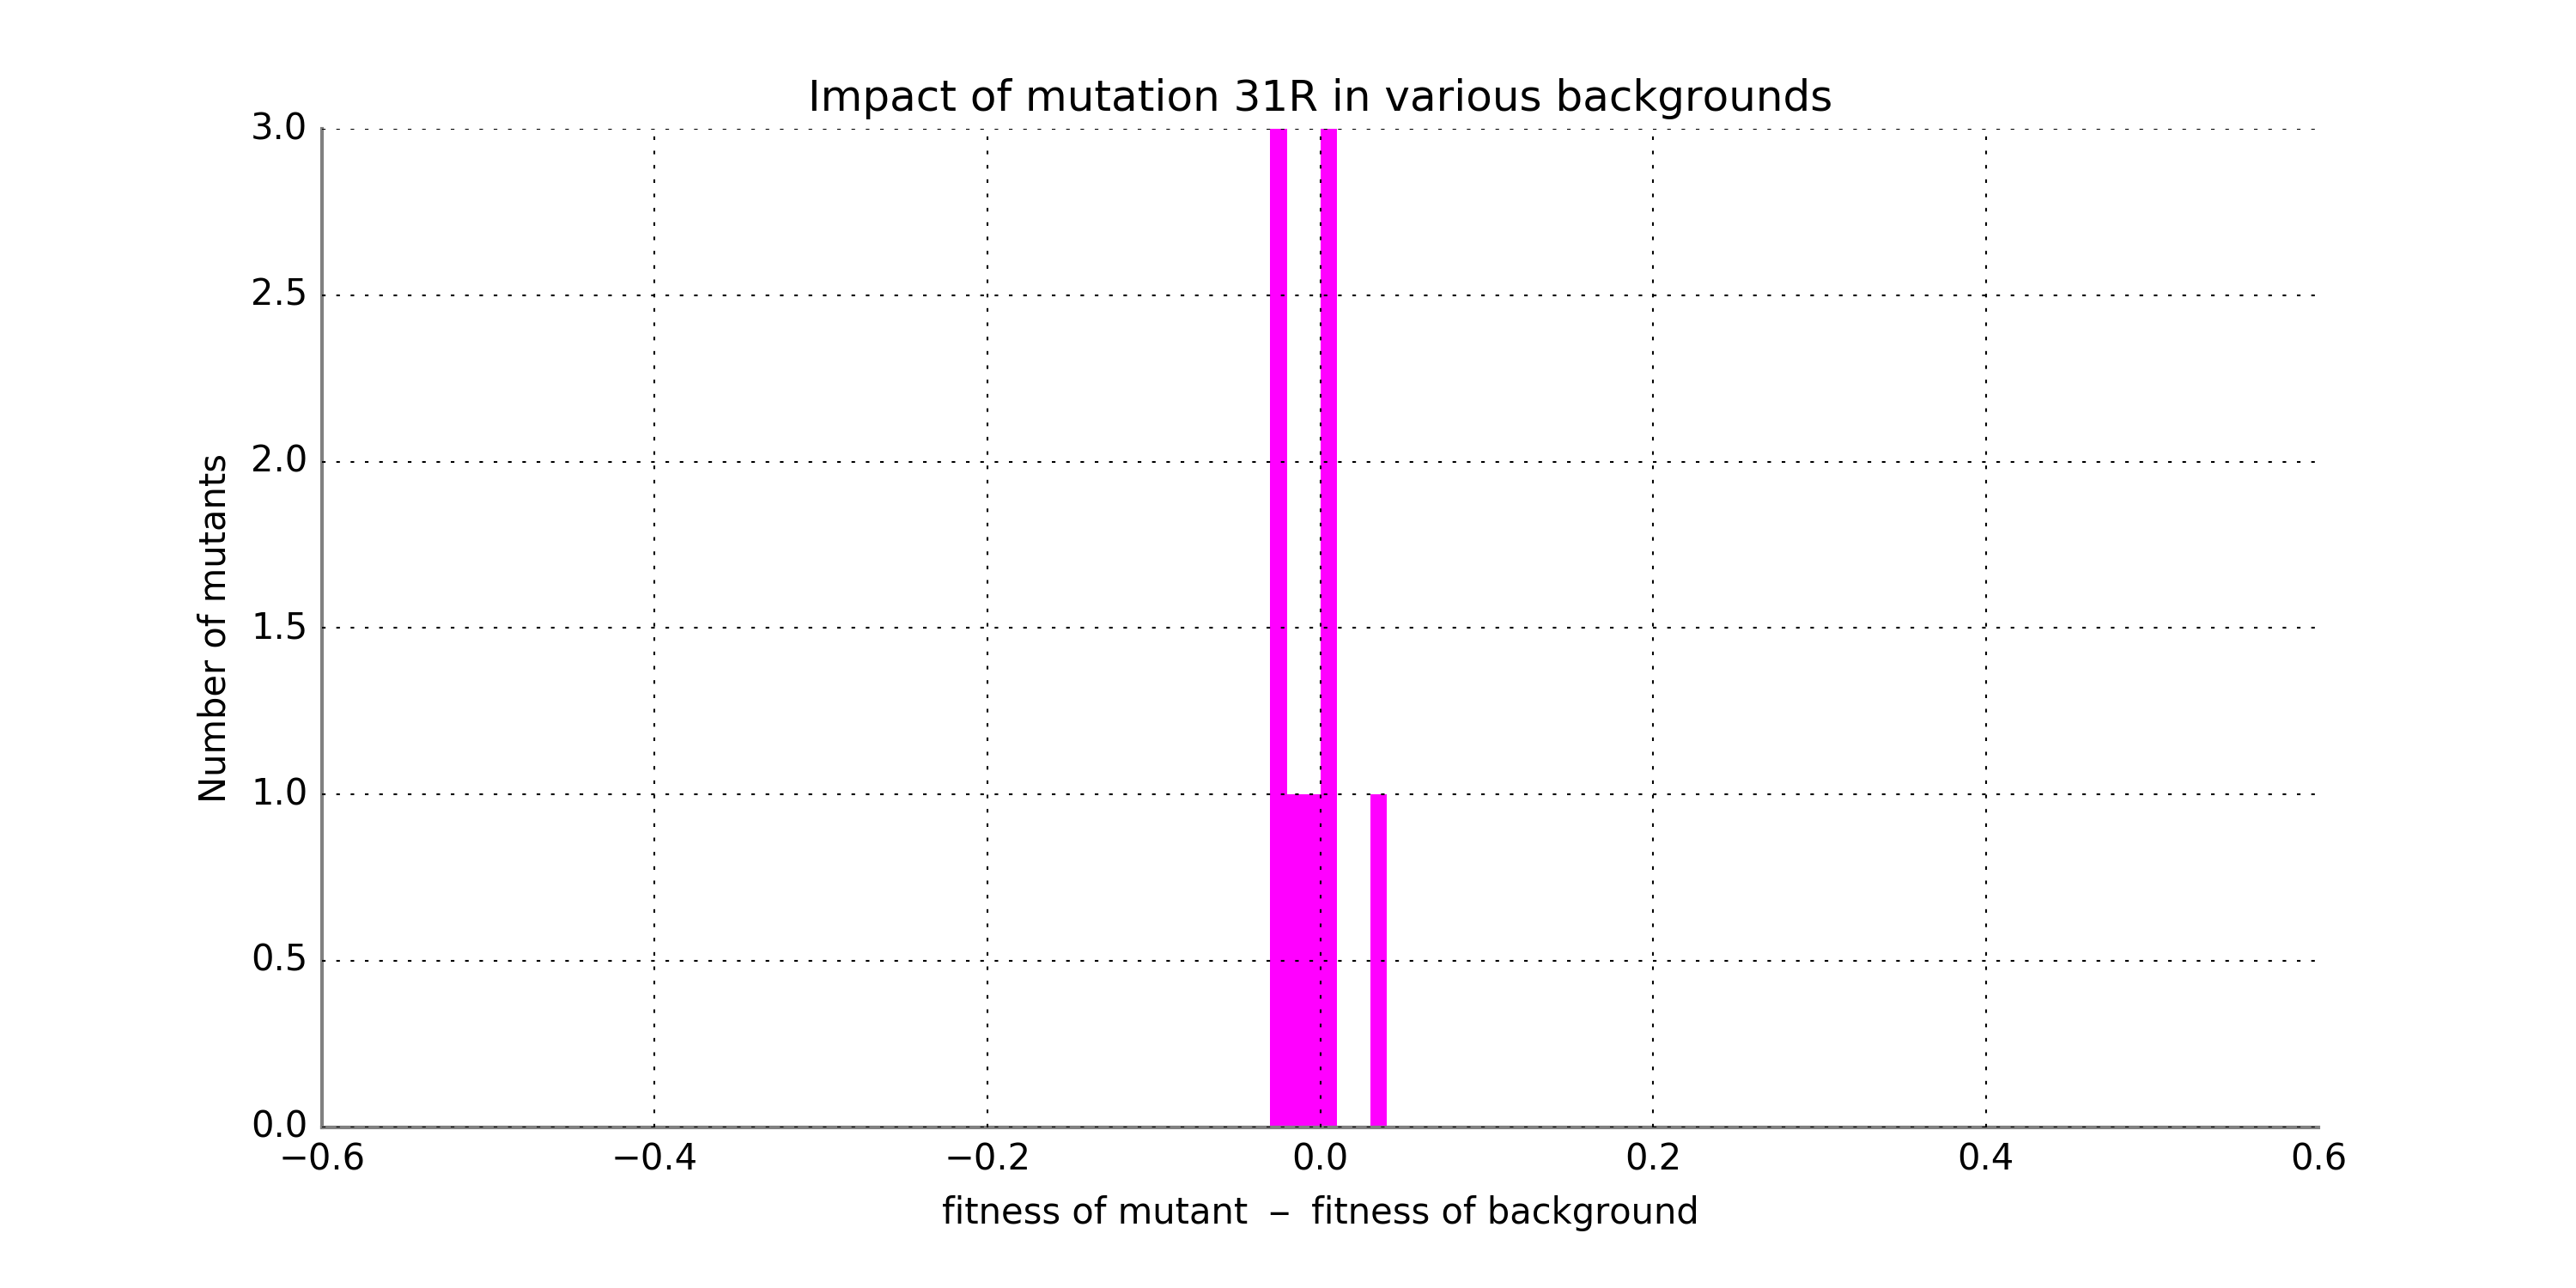 Impact of mutation 31R in various backgrounds
3.0
2.5
2.0
1.5
1.0
0.5
0.0
Number of mutants
−0.6 −0.4 −0.2 0.0 0.2 0.4 0.6
fitness of mutant − fitness of background